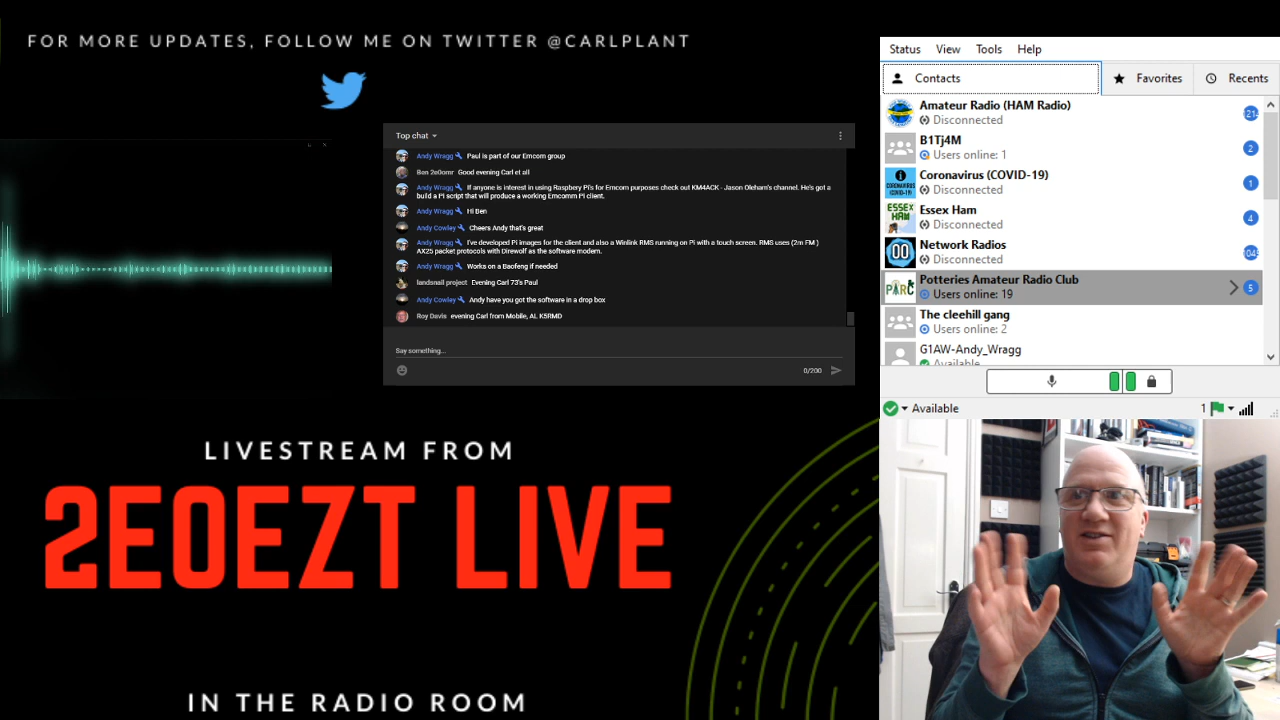 FOR MORE UPDATES, FOLLOW ME ON TWITTER @CARLPLANT
Top chat
Andy Wragg Paul is part of our Emcom group
Ben 2e0omr Good evening Carl et all
Andy Wragg If anyone is interest in using Raspbery Pi's for Emcom purposes check out KM4ACK - Jason Oleham's channel. He's got a
build a Pi script that will produce a working Emcomm Pi client.
Andy Wragg Hi Ben
Andy Cowley Cheers Andy that's great
Andy Wragg I've developed Pi images for the client and also a Winlink RMS running on Pi with a touch screen. RMS uses (2m FM )
AX25 packet protocols with Direwolf as the software modem.
Andy Wragg Works on a Baofeng if needed
landsnail project Evening Carl 73's Paul
Andy Cowley Andy have you got the software in a drop box
Roy Davis evening Carl from Mobile, AL K5RMD
Say something...
0/200
LIVESTREAM FROM
2E0EZT LIVE
IN THE RADIO ROOM
Status View Tools Help
Contacts Favorites Recents
Amateur Radio (HAM Radio)
Disconnected
B1Tj4M
Users online: 1
2
Coronavirus (COVID-19)
Disconnected
1
CORONAVIRUS
(COVID-19)
Essex Ham
Disconnected
4
ESSEX
HAM
Network Radios
Disconnected
00
Potteries Amateur Radio Club
Users online: 19
5
PARC
The cleehill gang
Users online: 2
G1AW-Andy_Wragg
Available
Available
1